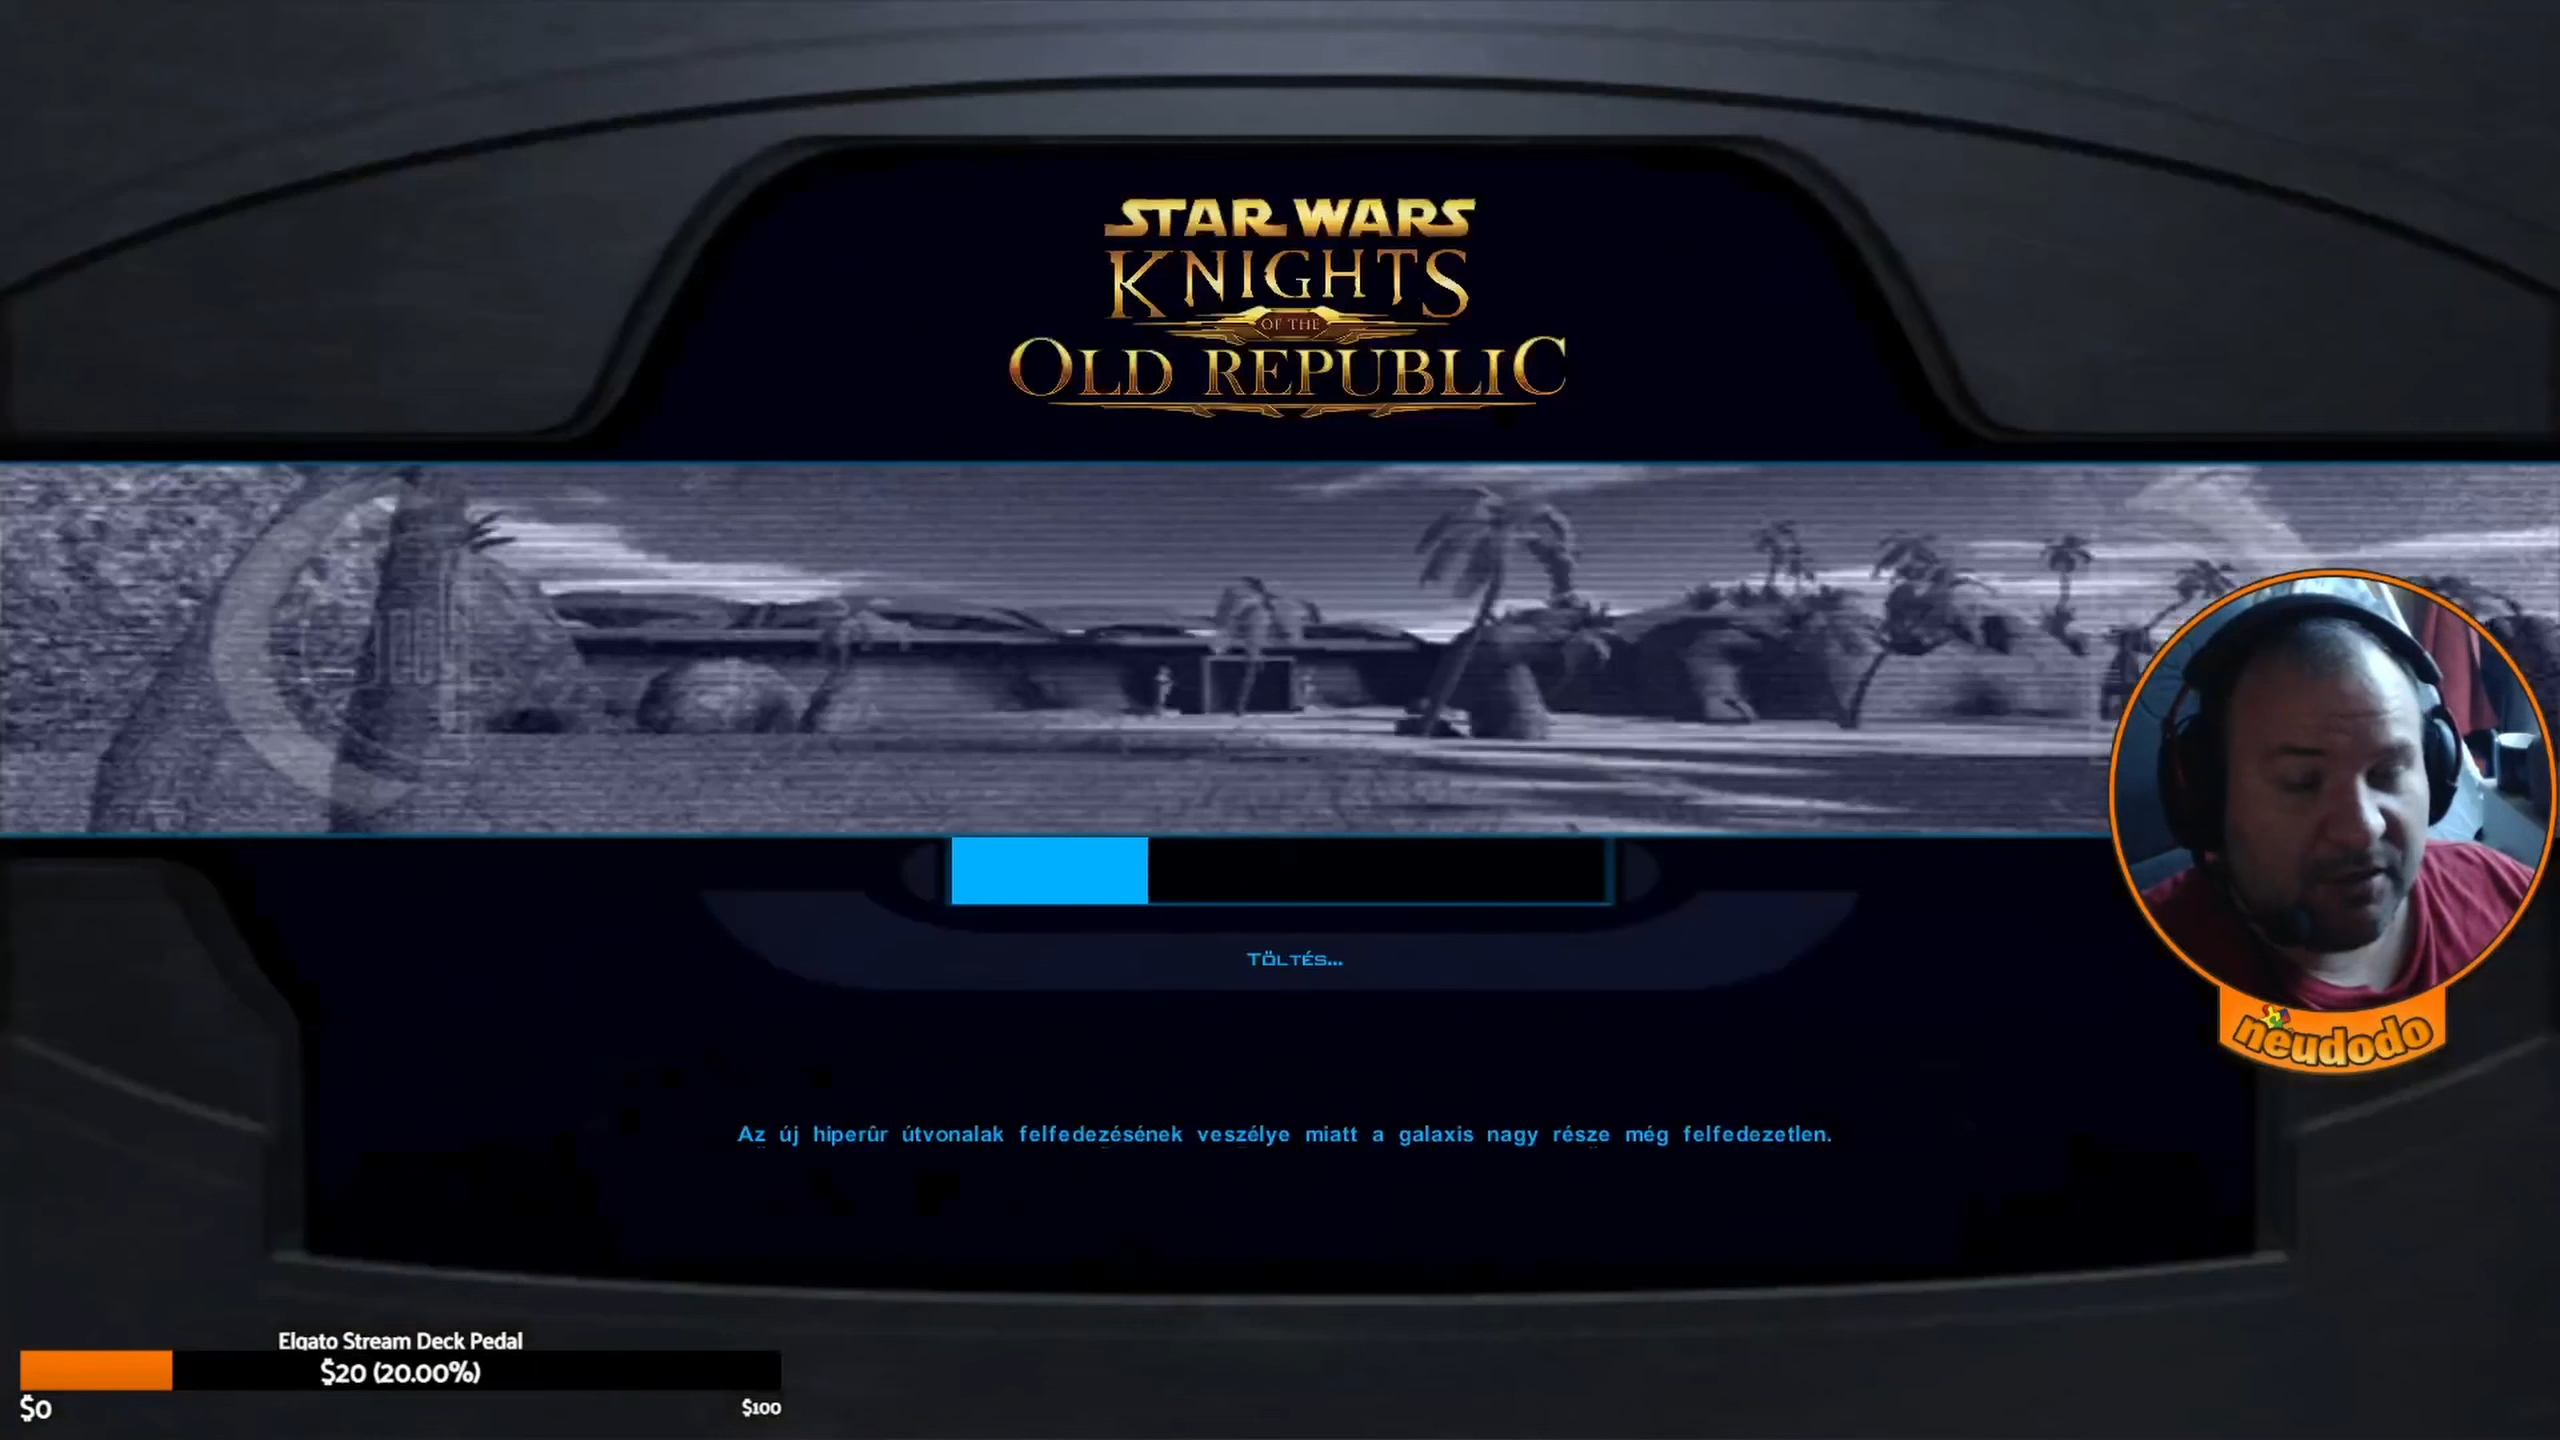 STAR WARS
KNIGHTS
OF THE
OLD REPUBLIC
TÖLTÉS...
neudodo
Az új hiperûr útvonalak felfedezésének veszélye miatt a galaxis nagy része még felfedezetlen.
Elgato Stream Deck Pedal
$20 (20.00%)
$0
$100